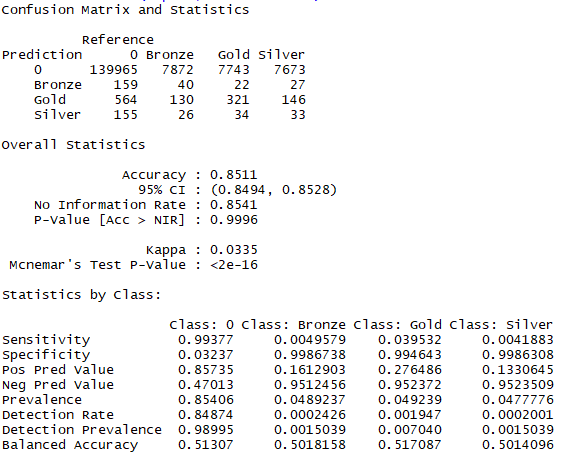 Confusion Matrix and Statistics
Reference
Prediction 0 Bronze Gold Silver
0 139965 7872 7743 7673
Bronze 159 40 22 27
Gold 564 130 321 146
Silver 155 26 34 33
Overall Statistics
Accuracy : 0.8511
95% CI : (0.8494, 0.8528)
No Information Rate : 0.8541
P-Value [Acc > NIR] : 0.9996
Kappa : 0.0335
Mcnemar's Test P-Value : <2e-16
Statistics by Class:
Class: 0 Class: Bronze Class: Gold Class: Silver
Sensitivity 0.99377 0.0049579 0.039532 0.0041883
Specificity 0.03237 0.9986738 0.994643 0.9986308
Pos Pred Value 0.85735 0.1612903 0.276486 0.1330645
Neg Pred Value 0.47013 0.9512456 0.952372 0.9523509
Prevalence 0.85406 0.0489237 0.049239 0.0477776
Detection Rate 0.84874 0.0002426 0.001947 0.0002001
Detection Prevalence 0.98995 0.0015039 0.007040 0.0015039
Balanced Accuracy 0.51307 0.5018158 0.517087 0.5014096